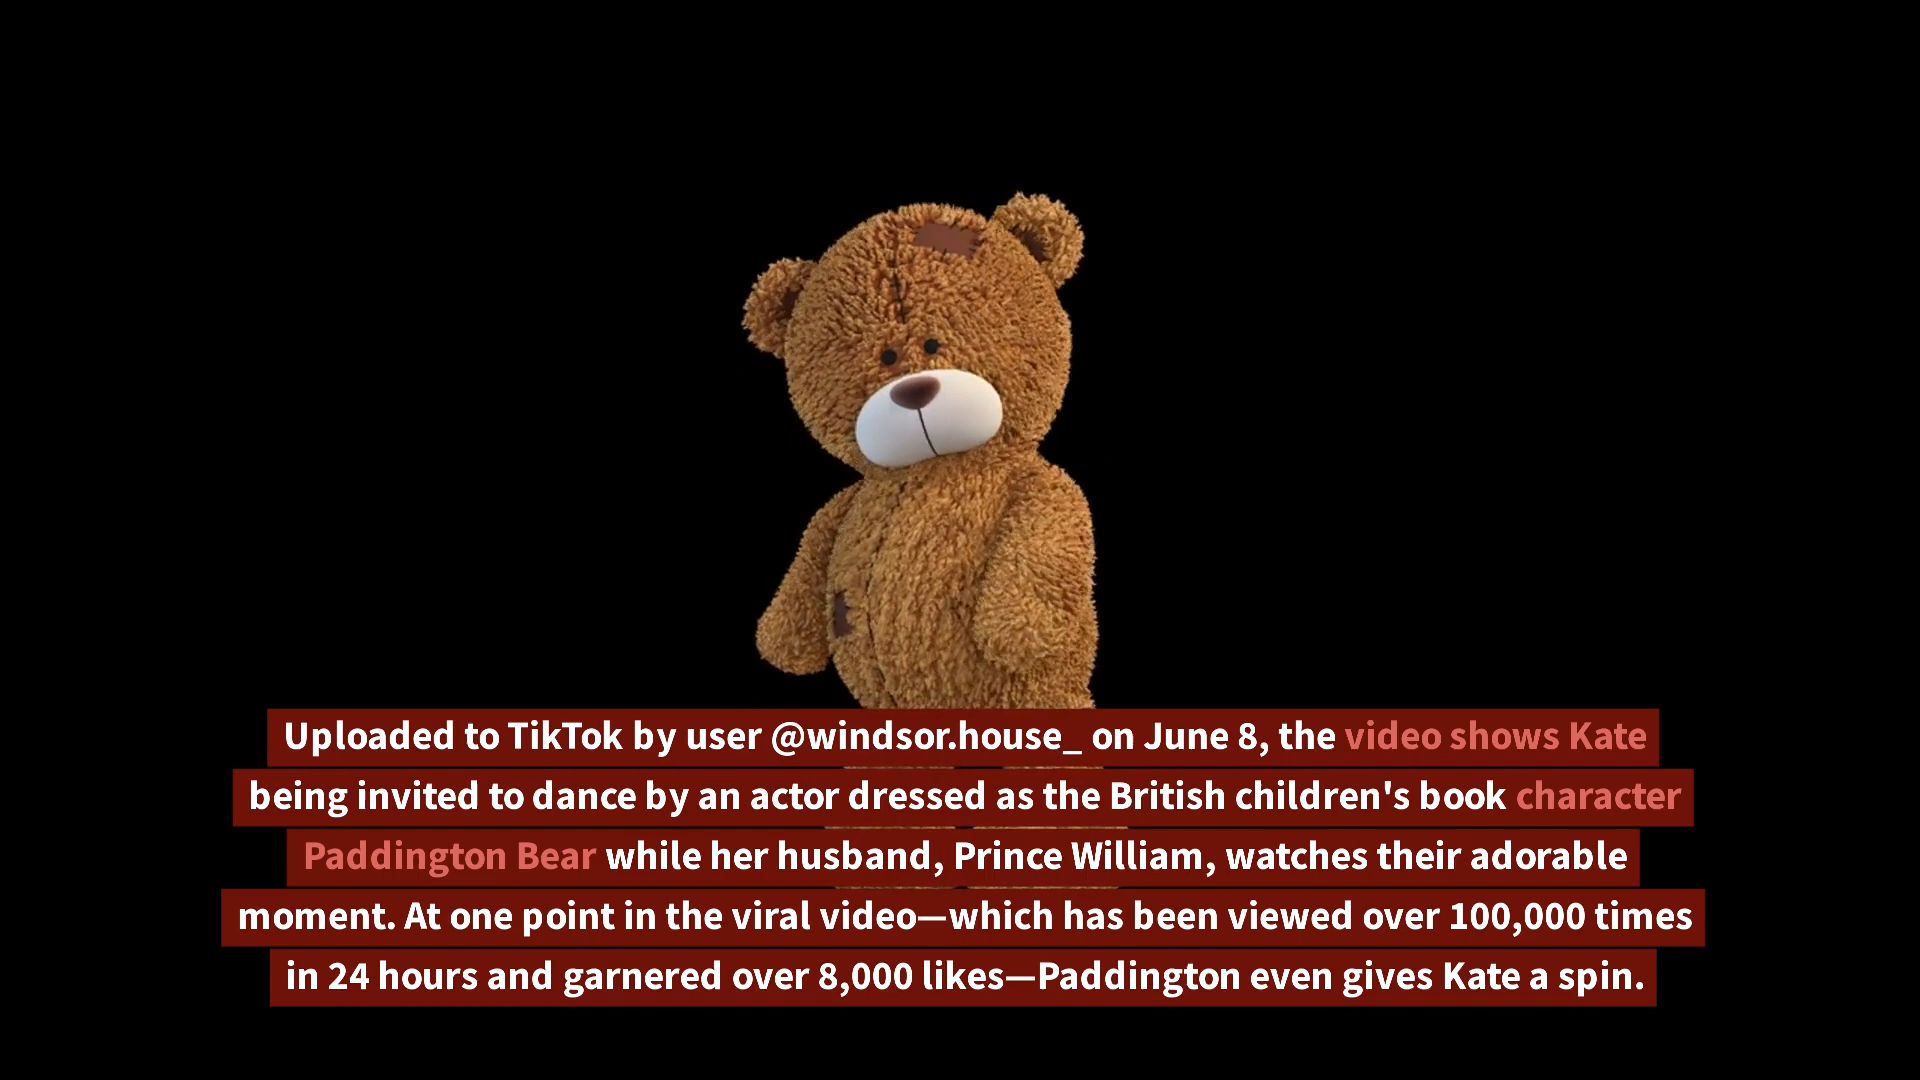 Uploaded to TikTok by user @windsor.house_ on June 8, the video shows Kate
being invited to dance by an actor dressed as the British children's book character
Paddington Bear while her husband, Prince William, watches their adorable
moment. At one point in the viral video—which has been viewed over 100,000 times
in 24 hours and garnered over 8,000 likes—Paddington even gives Kate a spin.